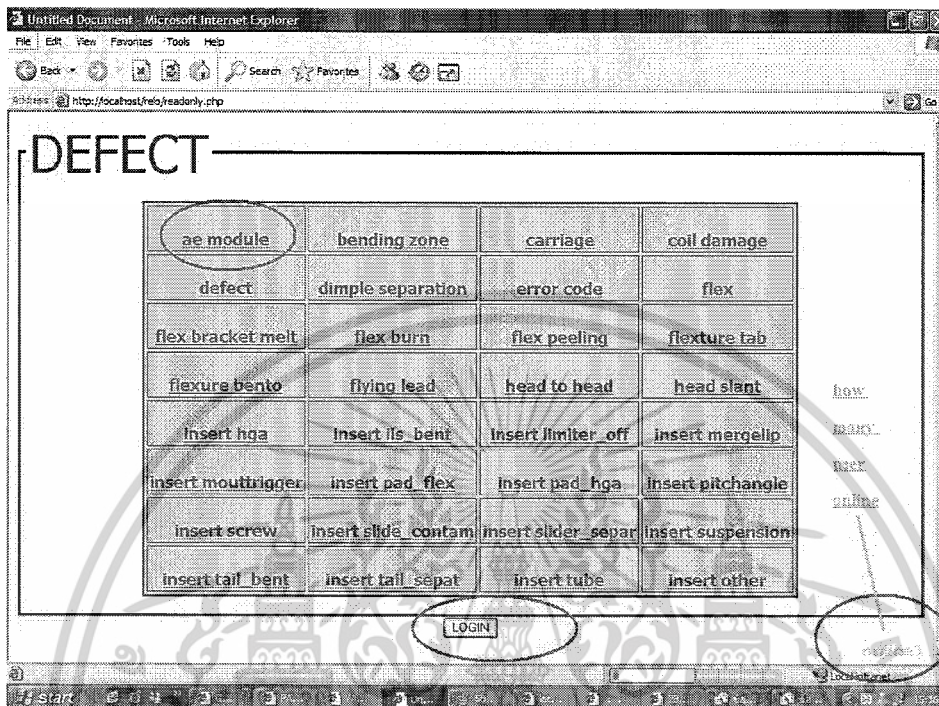 Untitled Document - Microsoft Internet Explorer
File Edit View Favorites Tools Help
Back Search Favorites
Address http://localhost/relo/readonly.php Go
DEFECT
ae module bending zone carriage coil damage
defect dimple separation error code flex
flex bracket melt flex burn flex peeling flexture tab
flexure bento flying lead head to head head slant
how
insert hga insert ils_bent insert limiter_off insert mergelip
many
user
insert mouttrigger insert pad_flex insert pad_hga insert pitchangle
online
insert screw insert slide_contam insert slider_separ insert suspension
insert tail_bent insert tail_sepat insert tube insert other
LOGIN
Local intranet
start